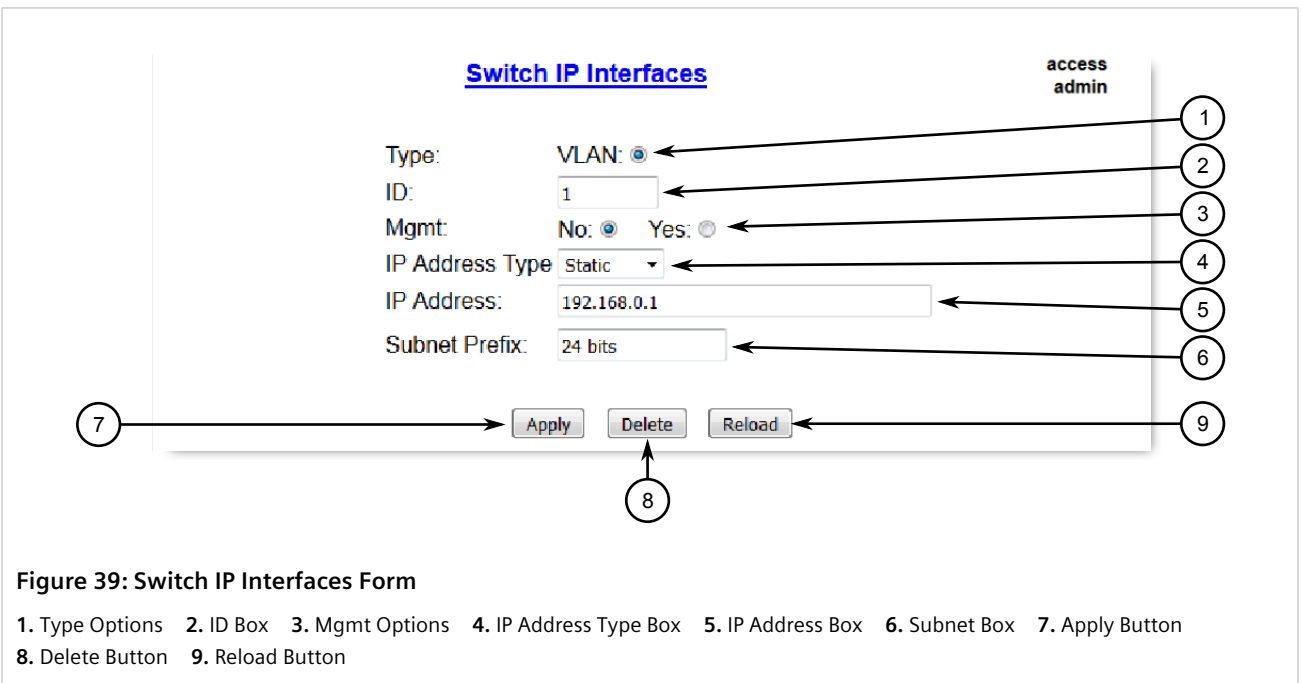 Switch IP Interfaces
access
admin
1
Type: VLAN:
2
ID: 1
3
Mgmt: No: Yes:
4
IP Address Type Static
IP Address: 192.168.0.1
5
Subnet Prefix: 24 bits
6
7
Apply Delete Reload
9
8
Figure 39: Switch IP Interfaces Form
1. Type Options 2. ID Box 3. Mgmt Options 4. IP Address Type Box 5. IP Address Box 6. Subnet Box 7. Apply Button
8. Delete Button 9. Reload Button